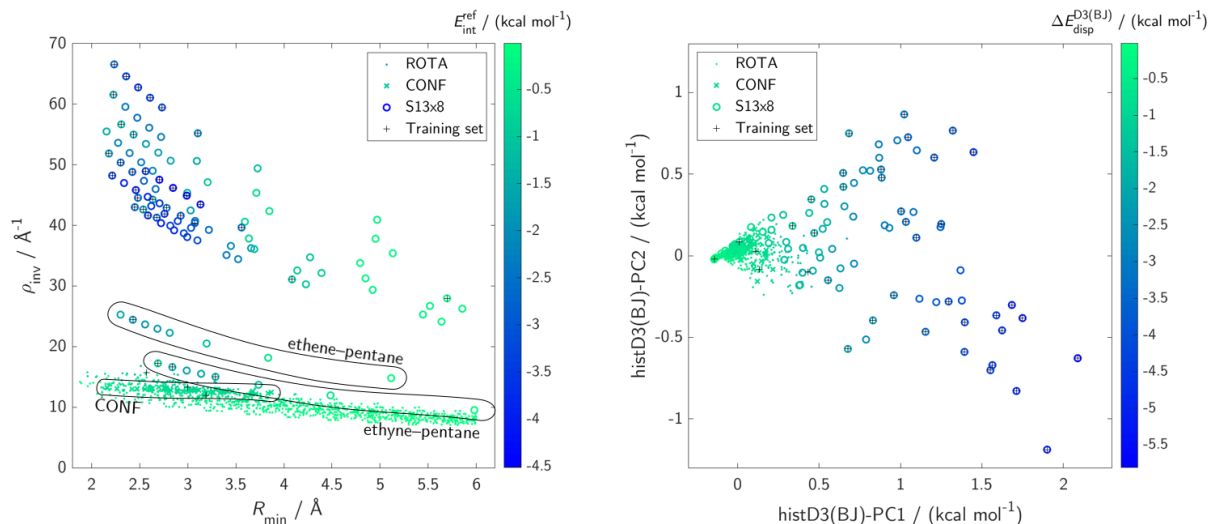 E_int^ref / (kcal mol⁻¹)
70
60
50
40
30
20
10
0
ρ_inv / Å⁻¹
ROTA
CONF
S13x8
Training set
ethene–pentane
CONF
ethyne–pentane
2
2.5
3
3.5
4
4.5
5
5.5
6
R_min / Å
-0.5
-1
-1.5
-2
-2.5
-3
-3.5
-4
-4.5
ΔE_disp^D3(BJ) / (kcal mol⁻¹)
1
0.5
0
-0.5
-1
histD3(BJ)-PC2 / (kcal mol⁻¹)
ROTA
CONF
S13x8
Training set
0
0.5
1
1.5
2
histD3(BJ)-PC1 / (kcal mol⁻¹)
-0.5
-1
-1.5
-2
-2.5
-3
-3.5
-4
-4.5
-5
-5.5